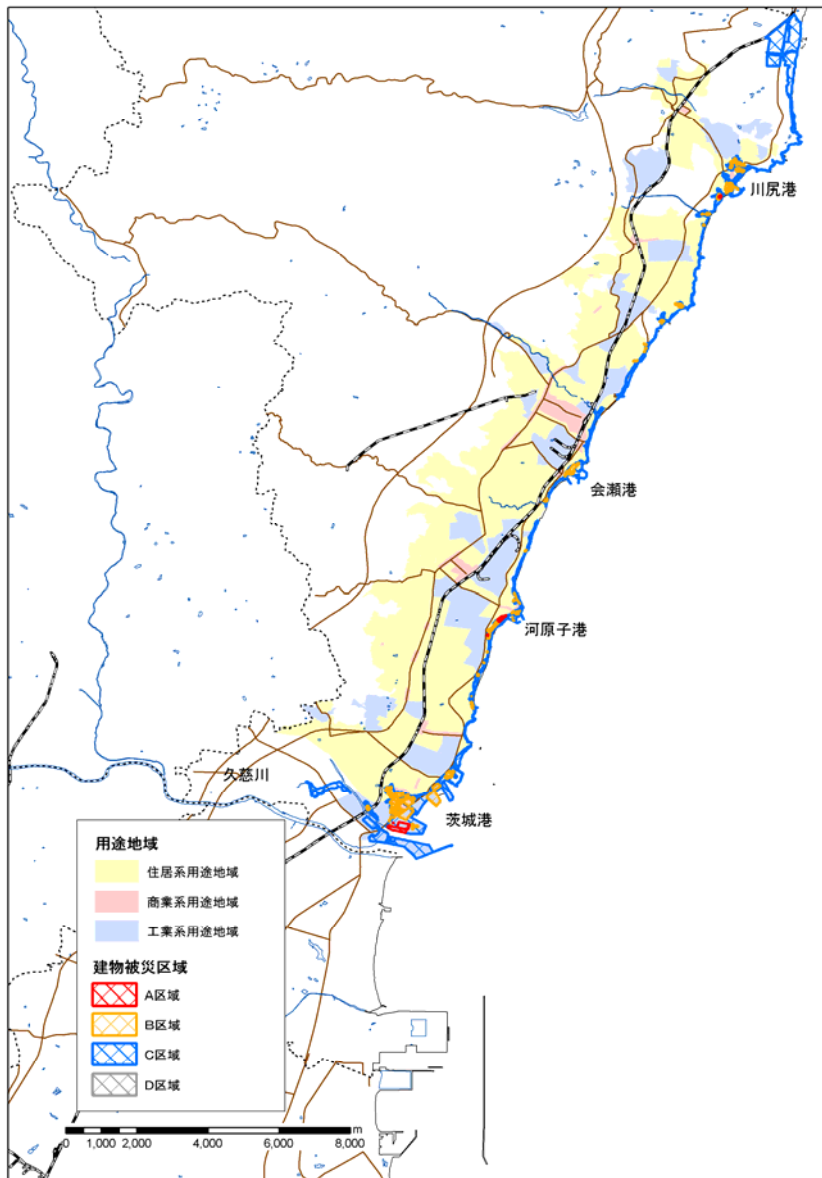 川尻港
会瀬港
河原子港
久慈川
茨城港
用途地域
住居系用途地域
商業系用途地域
工業系用途地域
建物被災区域
A区域
B区域
C区域
D区域
m
0 1,000 2,000 4,000 6,000 8,000